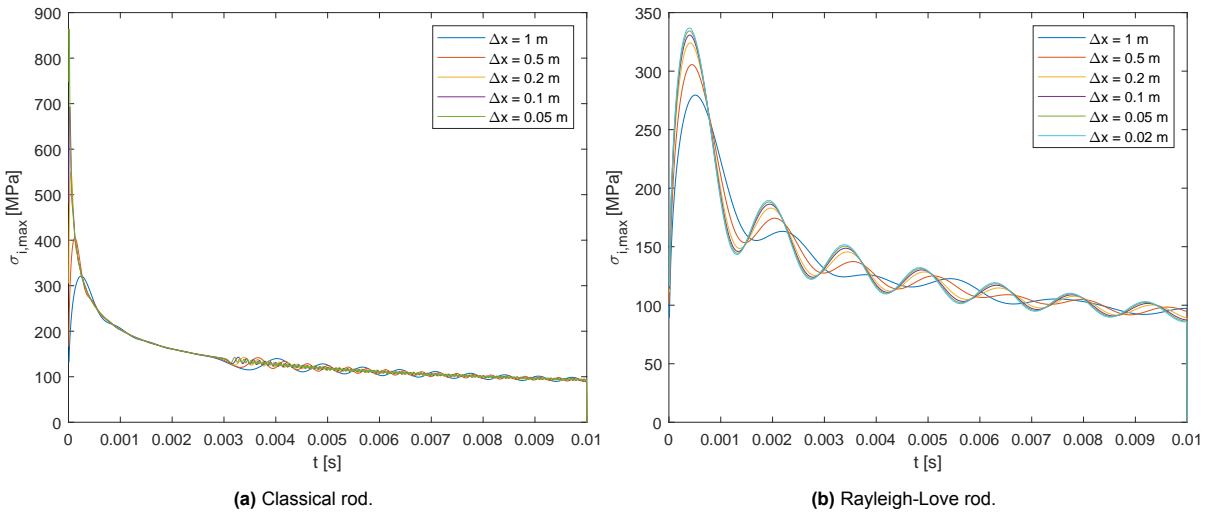 900
800
700
600
500
400
300
200
100
0
σi,max [MPa]
0 0.001 0.002 0.003 0.004 0.005 0.006 0.007 0.008 0.009 0.01
t [s]
Δx = 1 m
Δx = 0.5 m
Δx = 0.2 m
Δx = 0.1 m
Δx = 0.05 m
(a) Classical rod.
350
300
250
200
150
100
50
0
σi,max [MPa]
0 0.001 0.002 0.003 0.004 0.005 0.006 0.007 0.008 0.009 0.01
t [s]
Δx = 1 m
Δx = 0.5 m
Δx = 0.2 m
Δx = 0.1 m
Δx = 0.05 m
Δx = 0.02 m
(b) Rayleigh-Love rod.